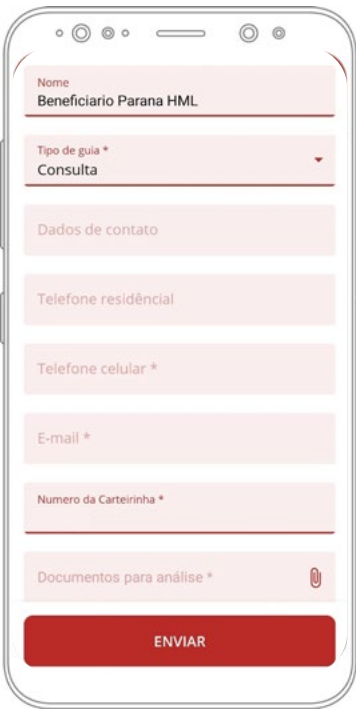 Nome
Beneficiario Parana HML
Tipo de guia *
Consulta
Dados de contato
Telefone residêncial
Telefone celular *
E-mail *
Numero da Carteirinha *
Documentos para análise *
ENVIAR